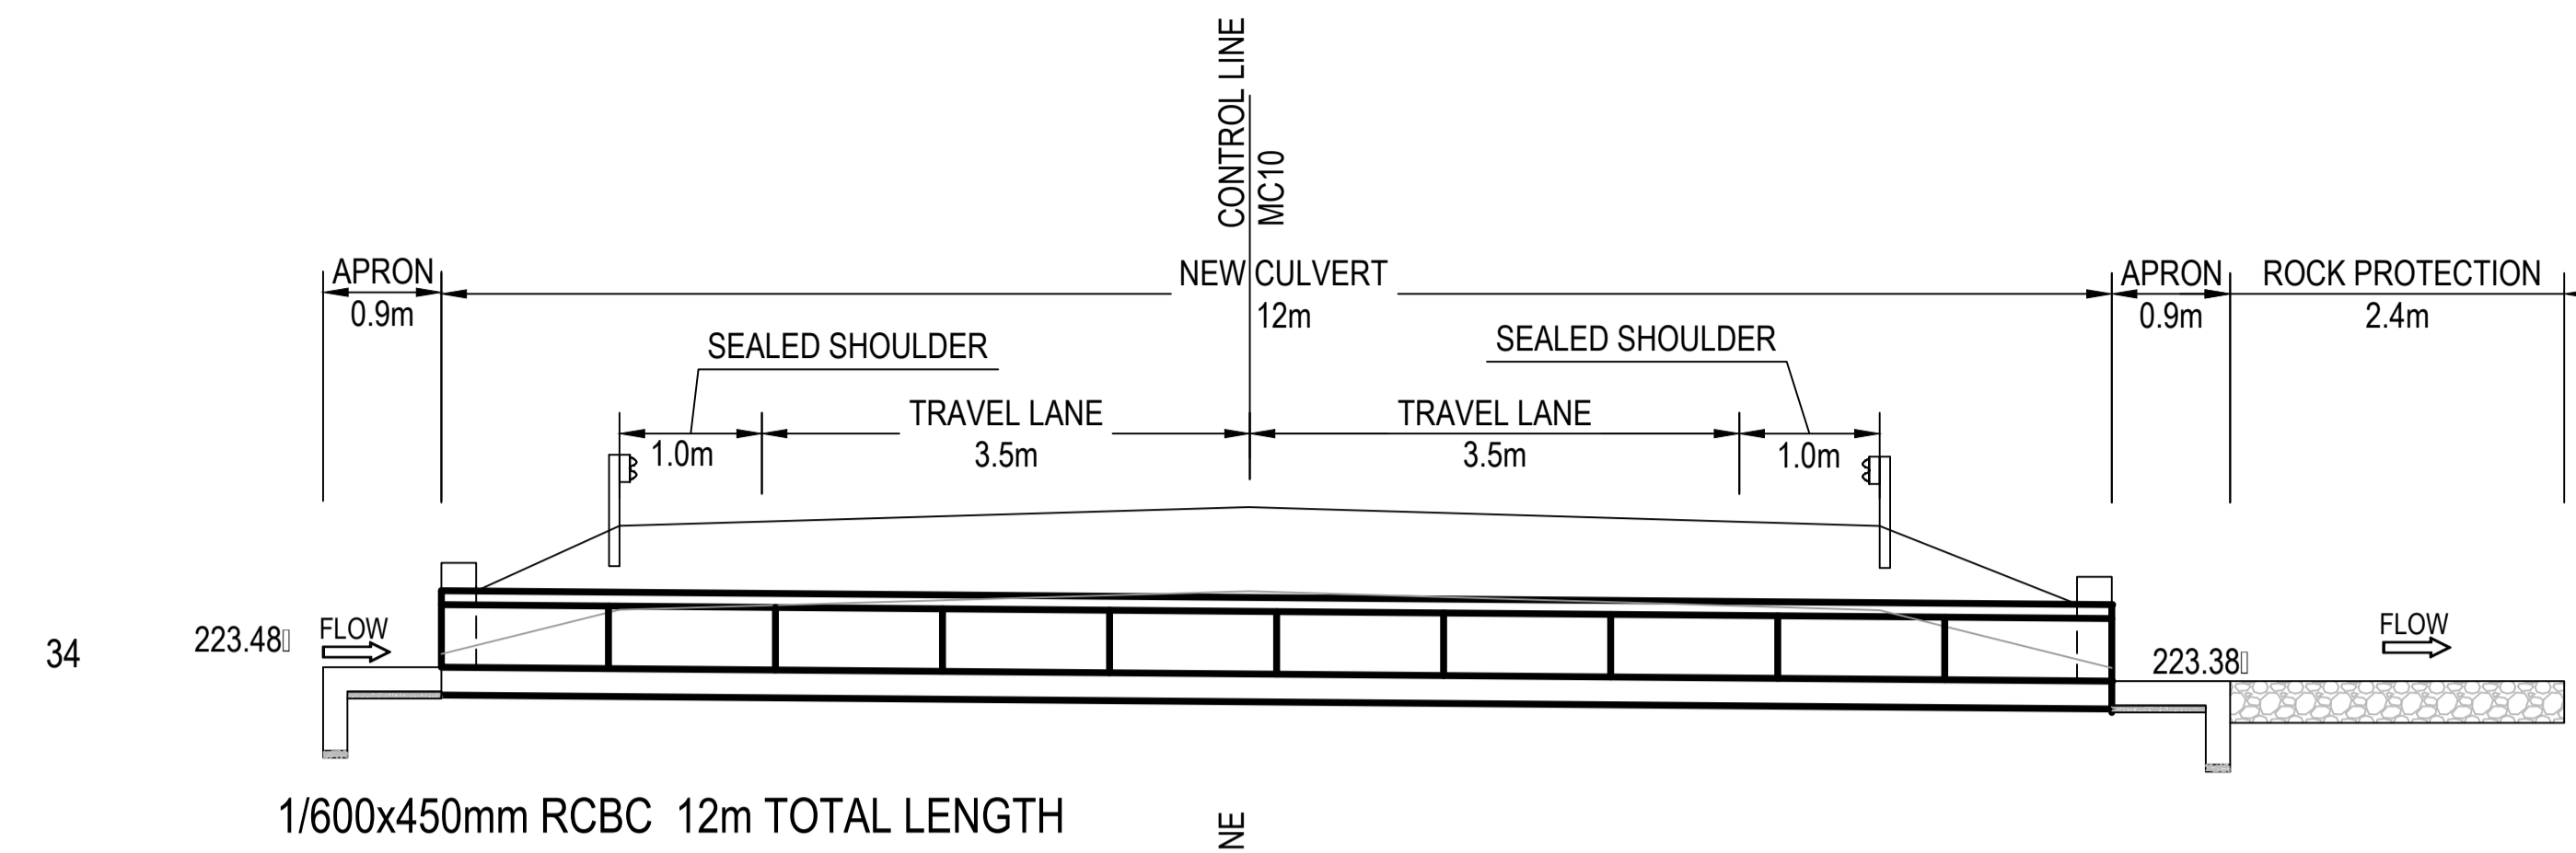 CONTROL LINE
MC10
APRON
0.9m
NEW CULVERT
12m
APRON
0.9m
ROCK PROTECTION
2.4m
SEALED SHOULDER
SEALED SHOULDER
1.0m
TRAVEL LANE
3.5m
TRAVEL LANE
3.5m
1.0m
34
223.48
FLOW
223.38
FLOW
1/600x450mm RCBC 12m TOTAL LENGTH
NE